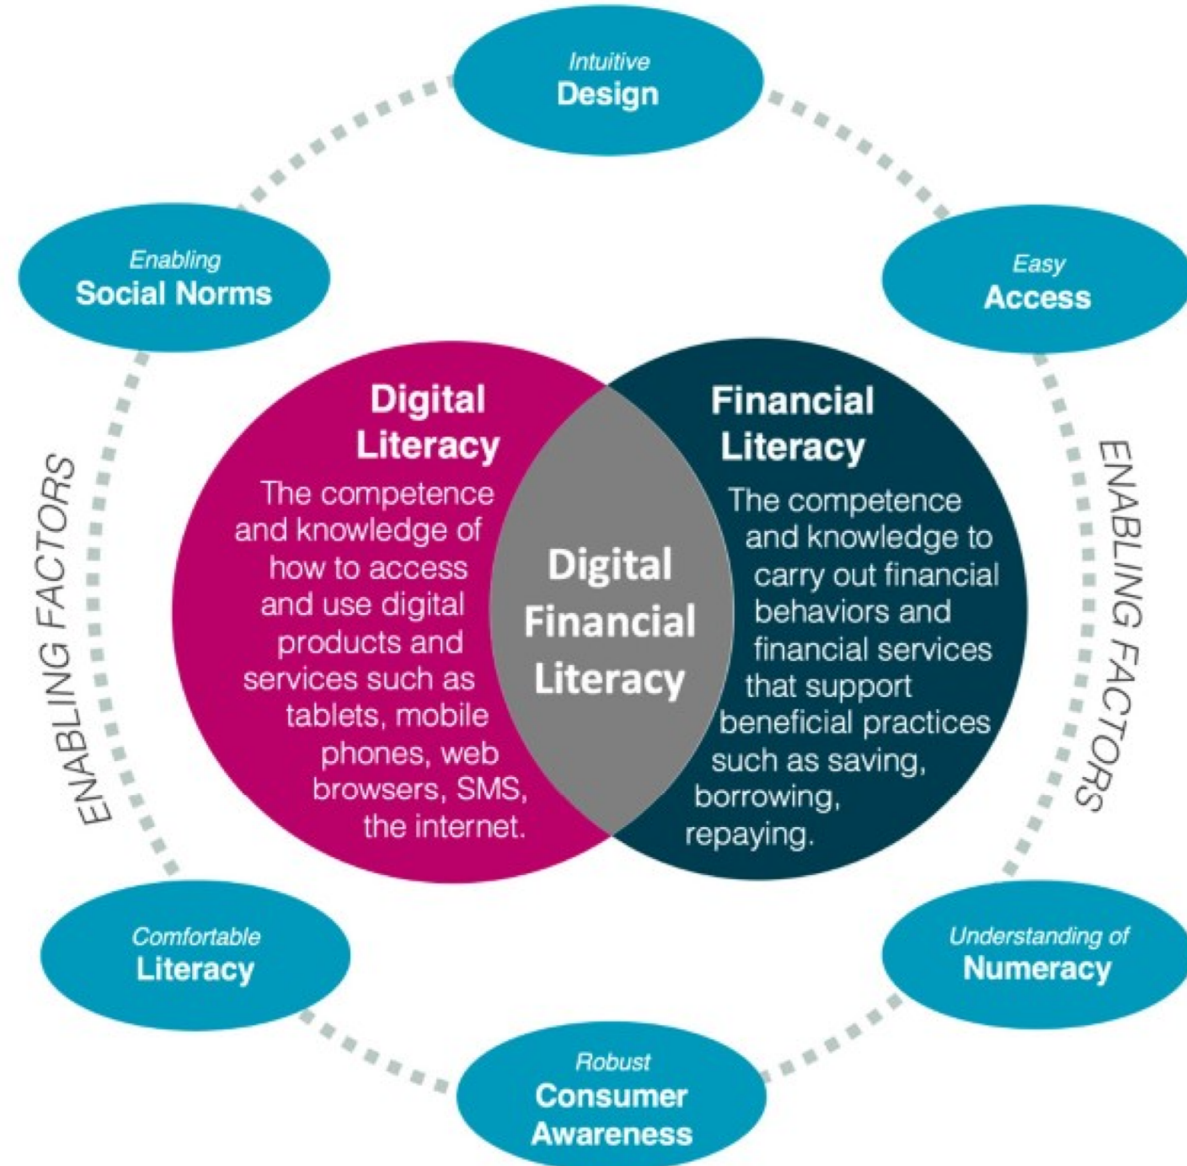 Intuitive
Design
Enabling
Social Norms
Easy
Access
ENABLING FACTORS
Digital
Literacy
The competence
and knowledge of
how to access
and use digital
products and
services such as
tablets, mobile
phones, web
browsers, SMS,
the internet.
Digital
Financial
Literacy
Financial
Literacy
The competence
and knowledge to
carry out financial
behaviors and
financial services
that support
beneficial practices
such as saving,
borrowing,
repaying.
ENABLING FACTORS
Comfortable
Literacy
Understanding of
Numeracy
Robust
Consumer
Awareness